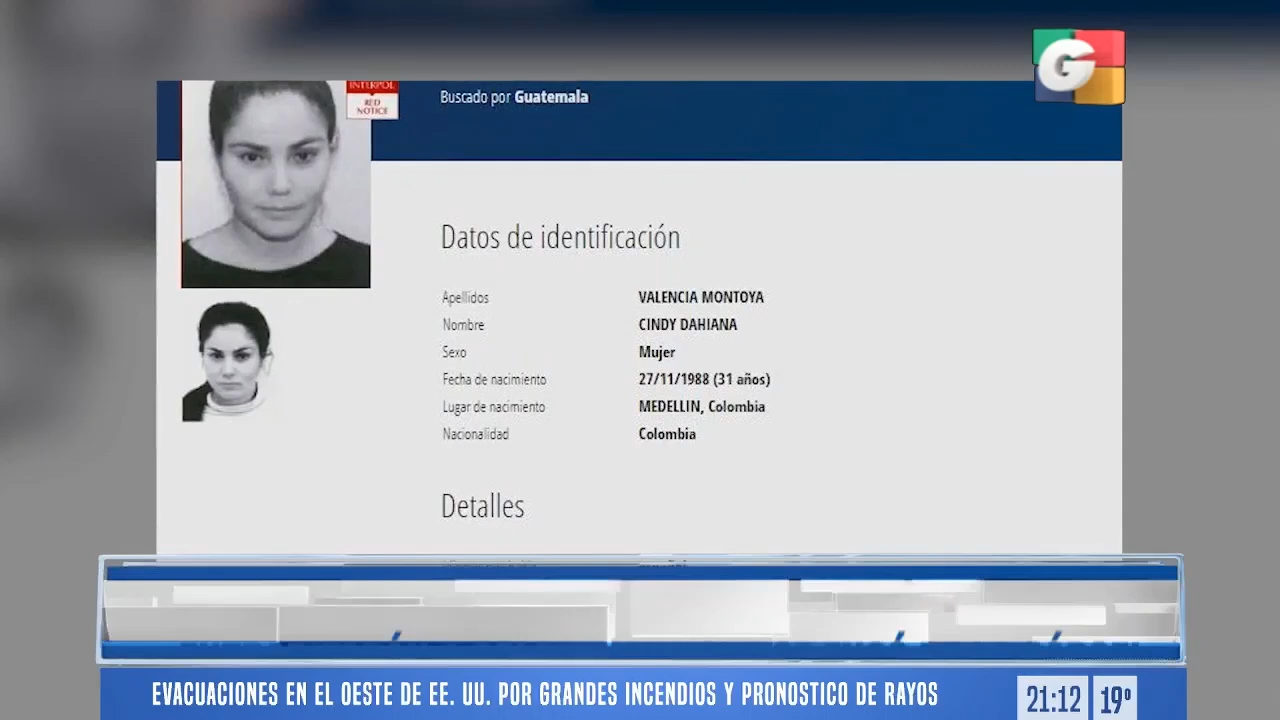 INTERPOL
RED
NOTICE
Buscado por Guatemala
G
Datos de identificación
Apellidos VALENCIA MONTOYA
Nombre CINDY DAHIANA
Sexo Mujer
Fecha de nacimiento 27/11/1988 (31 años)
Lugar de nacimiento MEDELLIN, Colombia
Nacionalidad Colombia
Detalles
EVACUACIONES EN EL OESTE DE EE. UU. POR GRANDES INCENDIOS Y PRONOSTICO DE RAYOS
21:12 19º